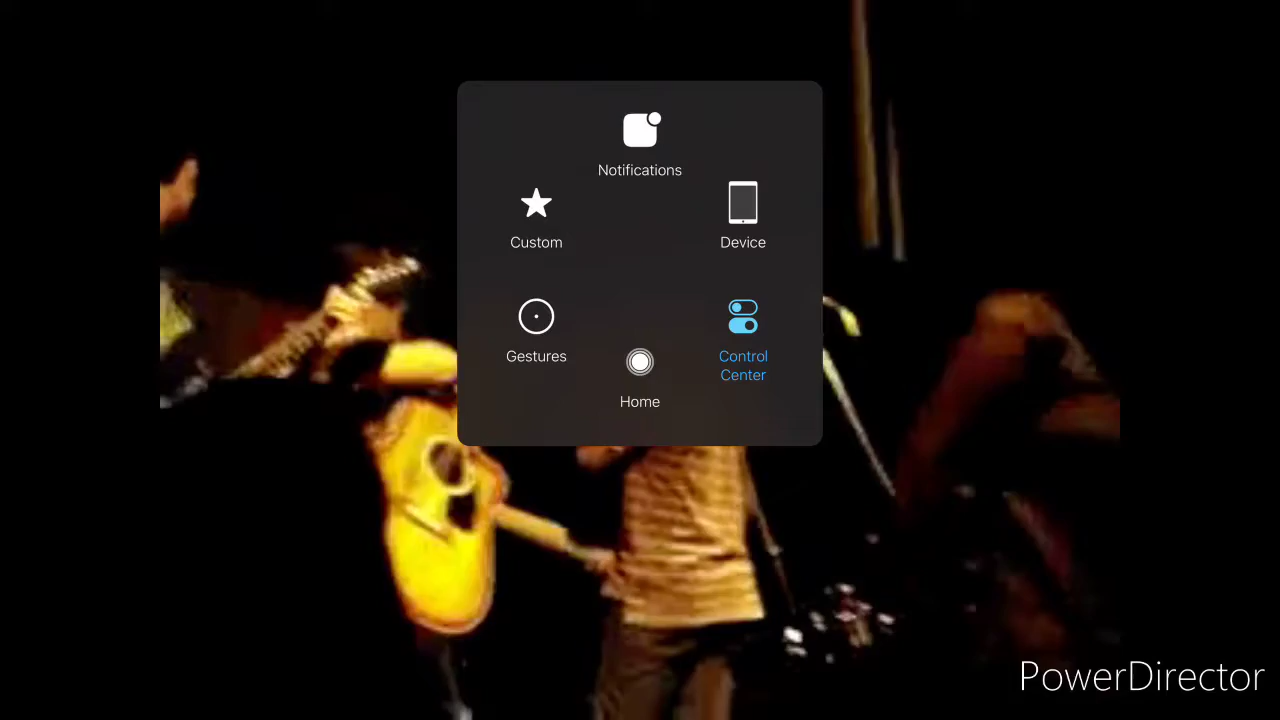 Notifications
Custom
Device
Gestures
Control
Center
Home
PowerDirector